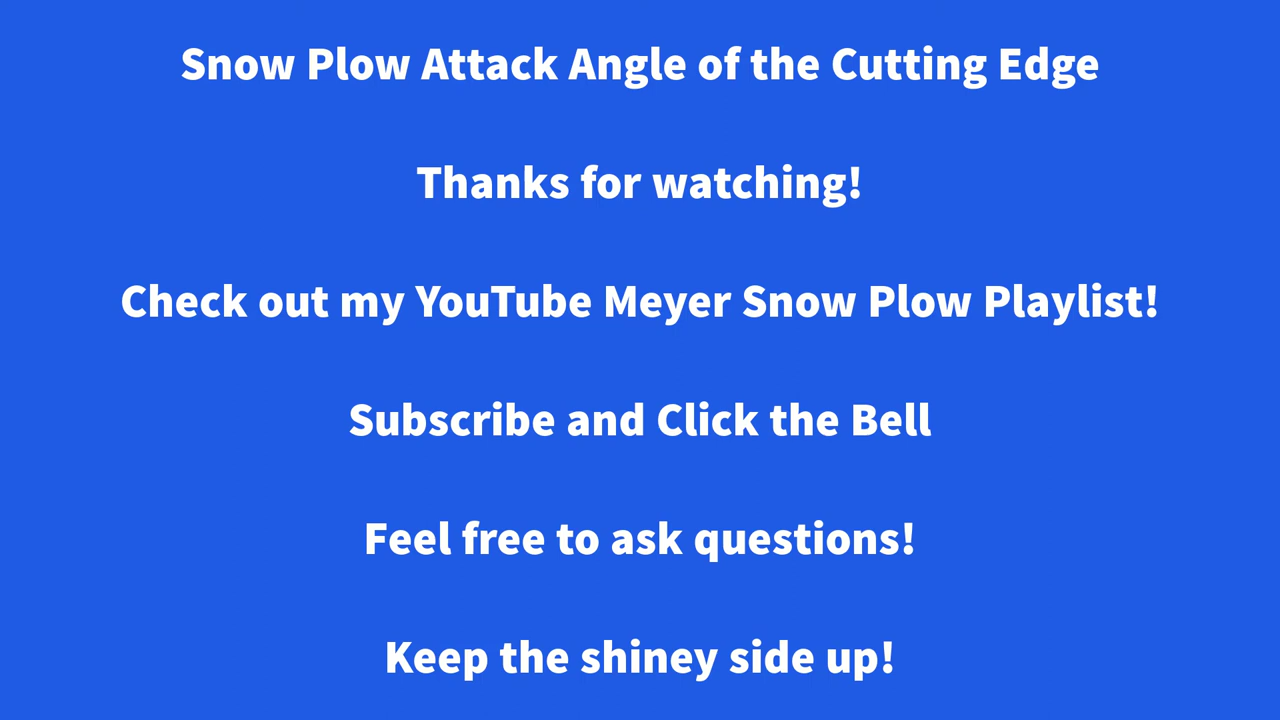 Snow Plow Attack Angle of the Cutting Edge
Thanks for watching!
Check out my YouTube Meyer Snow Plow Playlist!
Subscribe and Click the Bell
Feel free to ask questions!
Keep the shiney side up!